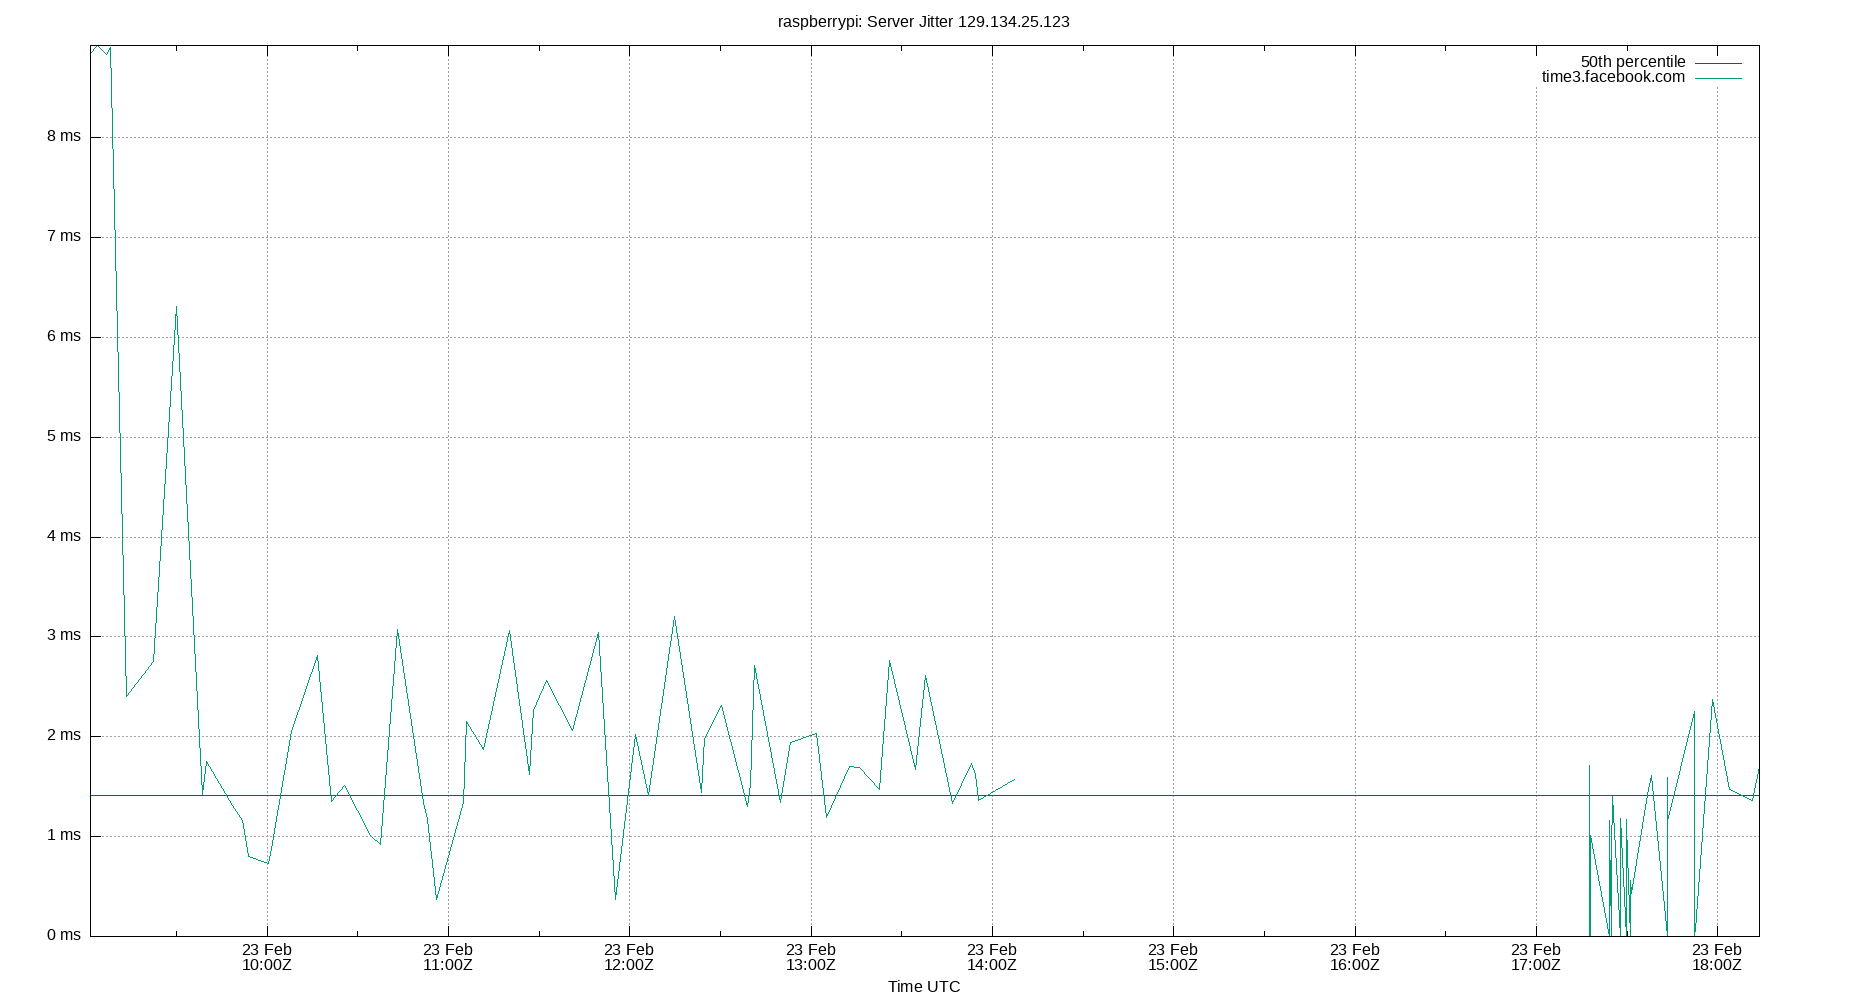 raspberrypi: Server Jitter 129.134.25.123
50th percentile
time3.facebook.com
8 ms
7 ms
6 ms
5 ms
4 ms
3 ms
2 ms
1 ms
0 ms
23 Feb 23 Feb 23 Feb 23 Feb 23 Feb 23 Feb 23 Feb 23 Feb 23 Feb
10:00Z 11:00Z 12:00Z 13:00Z 14:00Z 15:00Z 16:00Z 17:00Z 18:00Z
Time UTC